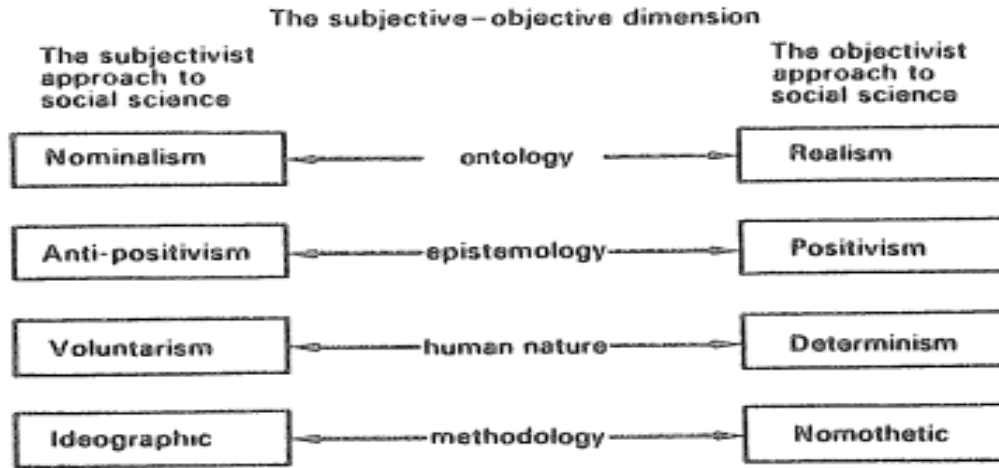 The subjective–objective dimension
The subjectivist
approach to
social science
The objectivist
approach to
social science
Nominalism
ontology
Realism
Anti-positivism
epistemology
Positivism
Voluntarism
human nature
Determinism
Ideographic
methodology
Nomothetic